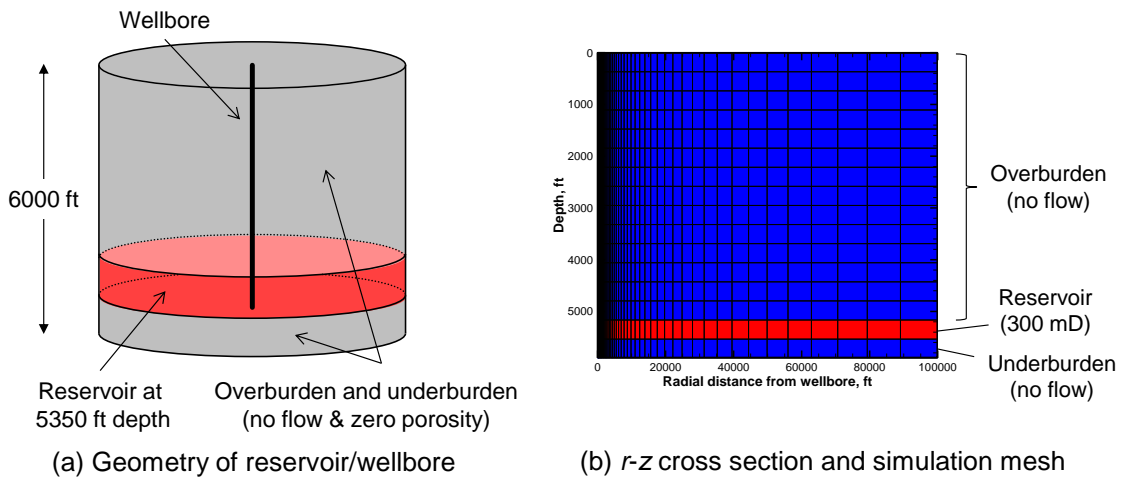 Wellbore
6000 ft
Reservoir at
5350 ft depth
Overburden and underburden
(no flow & zero porosity)
(a) Geometry of reservoir/wellbore
0
1000
2000
3000
4000
5000
Depth, ft
0 20000 40000 60000 80000 100000
Radial distance from wellbore, ft
Overburden
(no flow)
Reservoir
(300 mD)
Underburden
(no flow)
(b) r-z cross section and simulation mesh